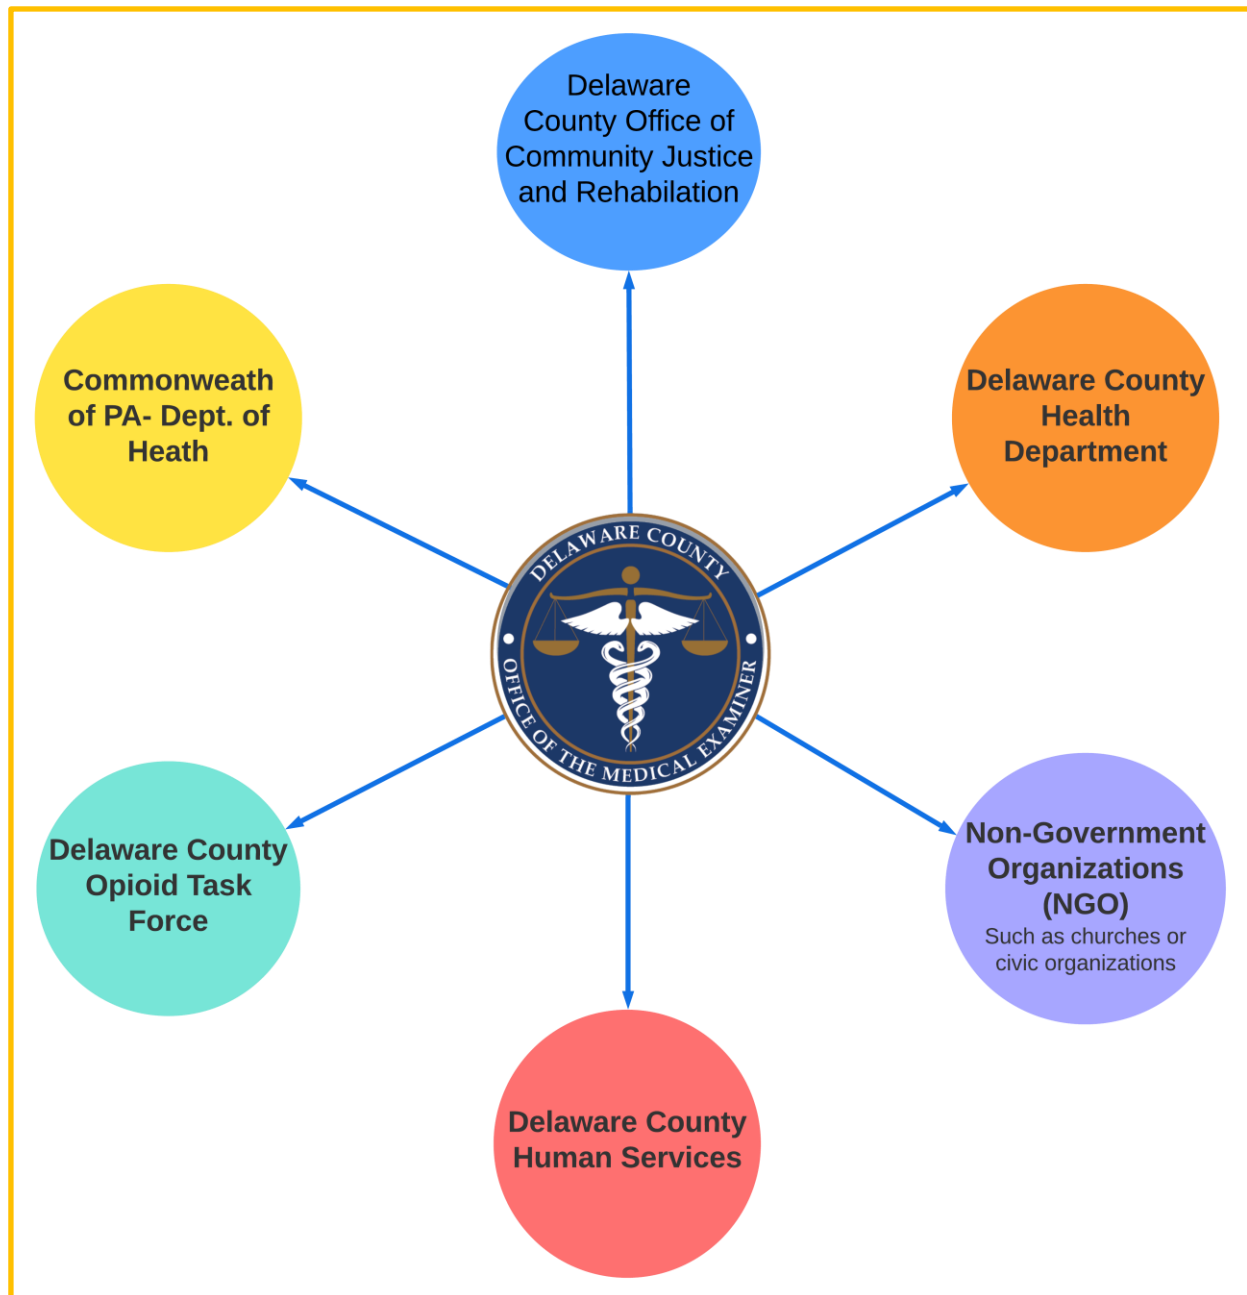 Delaware
County Office of
Community Justice
and Rehabilation
Commonweath
of PA- Dept. of
Heath
Delaware County
Health
Department
DELAWARE COUNTY
OFFICE OF THE MEDICAL EXAMINER
Delaware County
Opioid Task
Force
Non-Government
Organizations
(NGO)
Such as churches or
civic organizations
Delaware County
Human Services